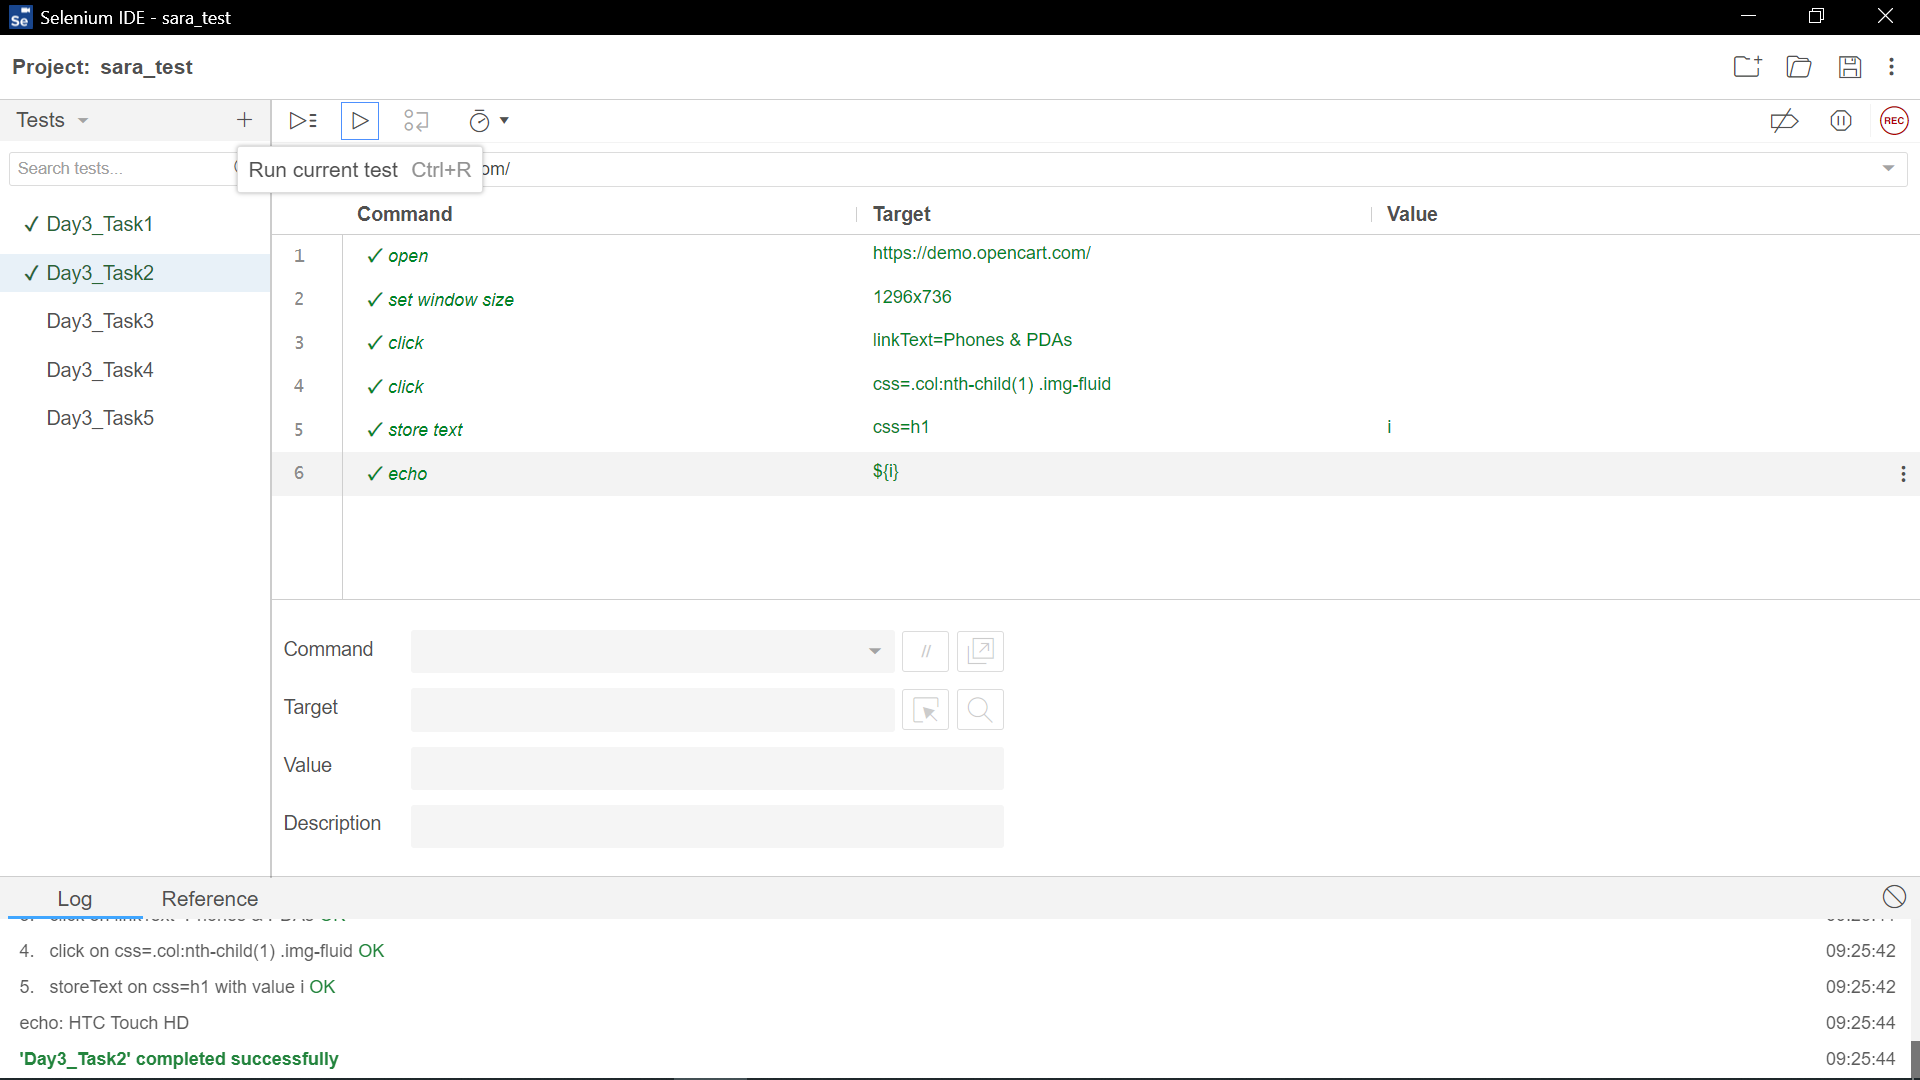 Selenium IDE - sara_test
Project: sara_test
Tests
Search tests...
Run current test Ctrl+R
om/
Command Target Value
Day3_Task1
Day3_Task2
Day3_Task3
Day3_Task4
Day3_Task5
1 ✓ open https://demo.opencart.com/
2 ✓ set window size 1296x736
3 ✓ click linkText=Phones & PDAs
4 ✓ click css=.col:nth-child(1) .img-fluid
5 ✓ store text css=h1 i
6 ✓ echo ${i}
REC
Command //
Target
Value
Description
Log Reference
4. click on css=.col:nth-child(1) .img-fluid OK 09:25:42
5. storeText on css=h1 with value i OK 09:25:42
echo: HTC Touch HD 09:25:44
'Day3_Task2' completed successfully 09:25:44